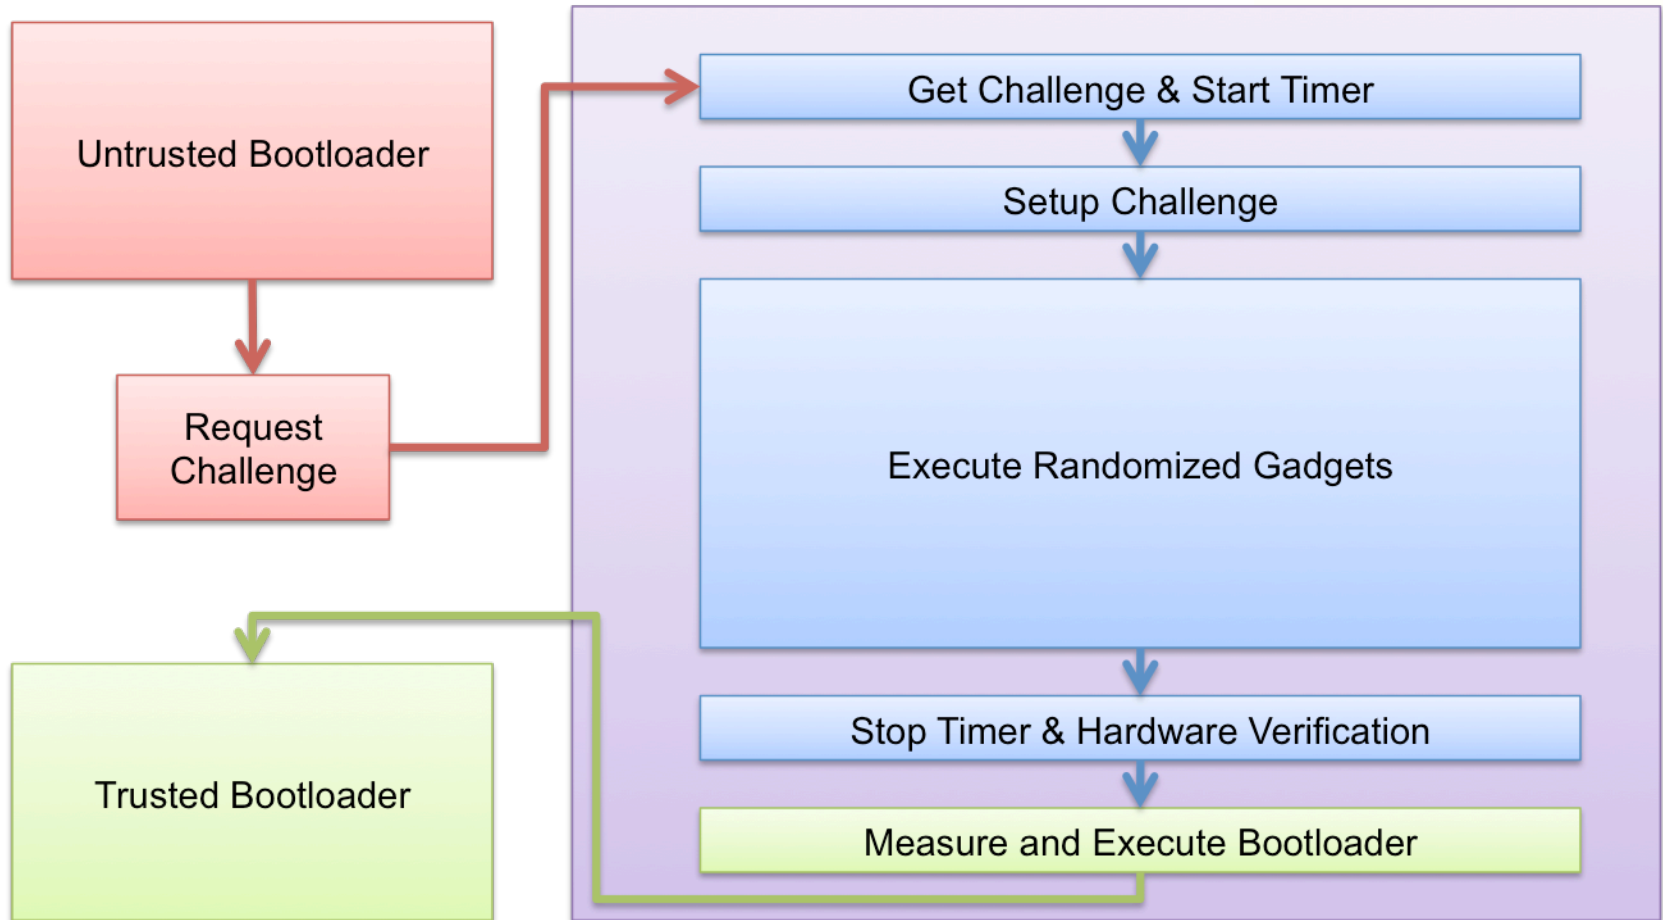 Untrusted Bootloader
Request
Challenge
Get Challenge & Start Timer
Setup Challenge
Execute Randomized Gadgets
Stop Timer & Hardware Verification
Measure and Execute Bootloader
Trusted Bootloader